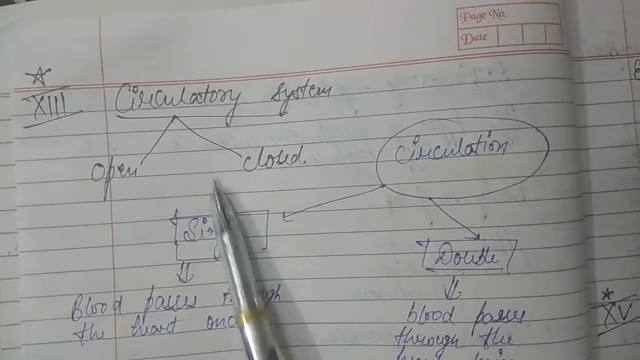 Page No.
Date
XIII
Circulatory System
Open
Closed.
Circulation
Double
Blood passes
the heart
blood passes
through the
XV